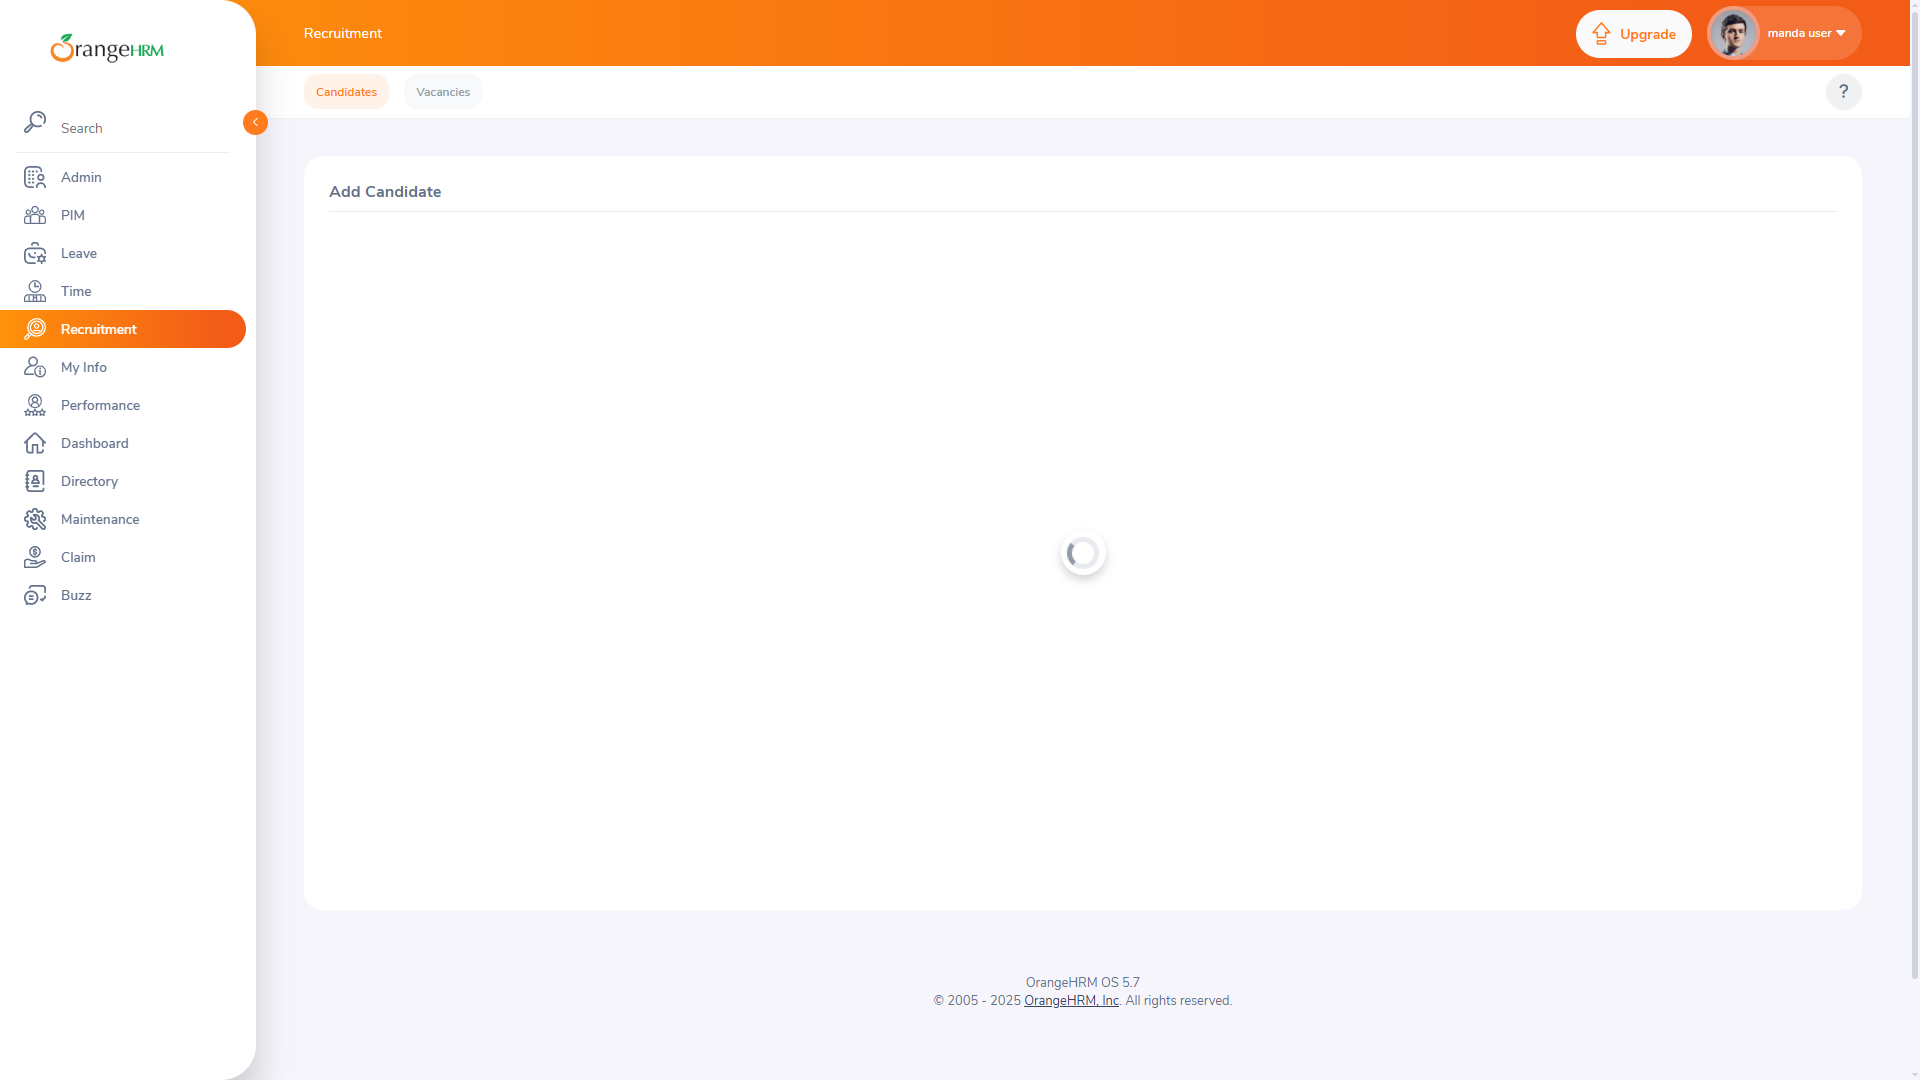 OrangeHRM
Recruitment
Upgrade
manda user
Candidates
Vacancies
?
Search
Admin
PIM
Leave
Time
Recruitment
My Info
Performance
Dashboard
Directory
Maintenance
Claim
Buzz
Add Candidate
OrangeHRM OS 5.7
© 2005 - 2025 OrangeHRM, Inc. All rights reserved.